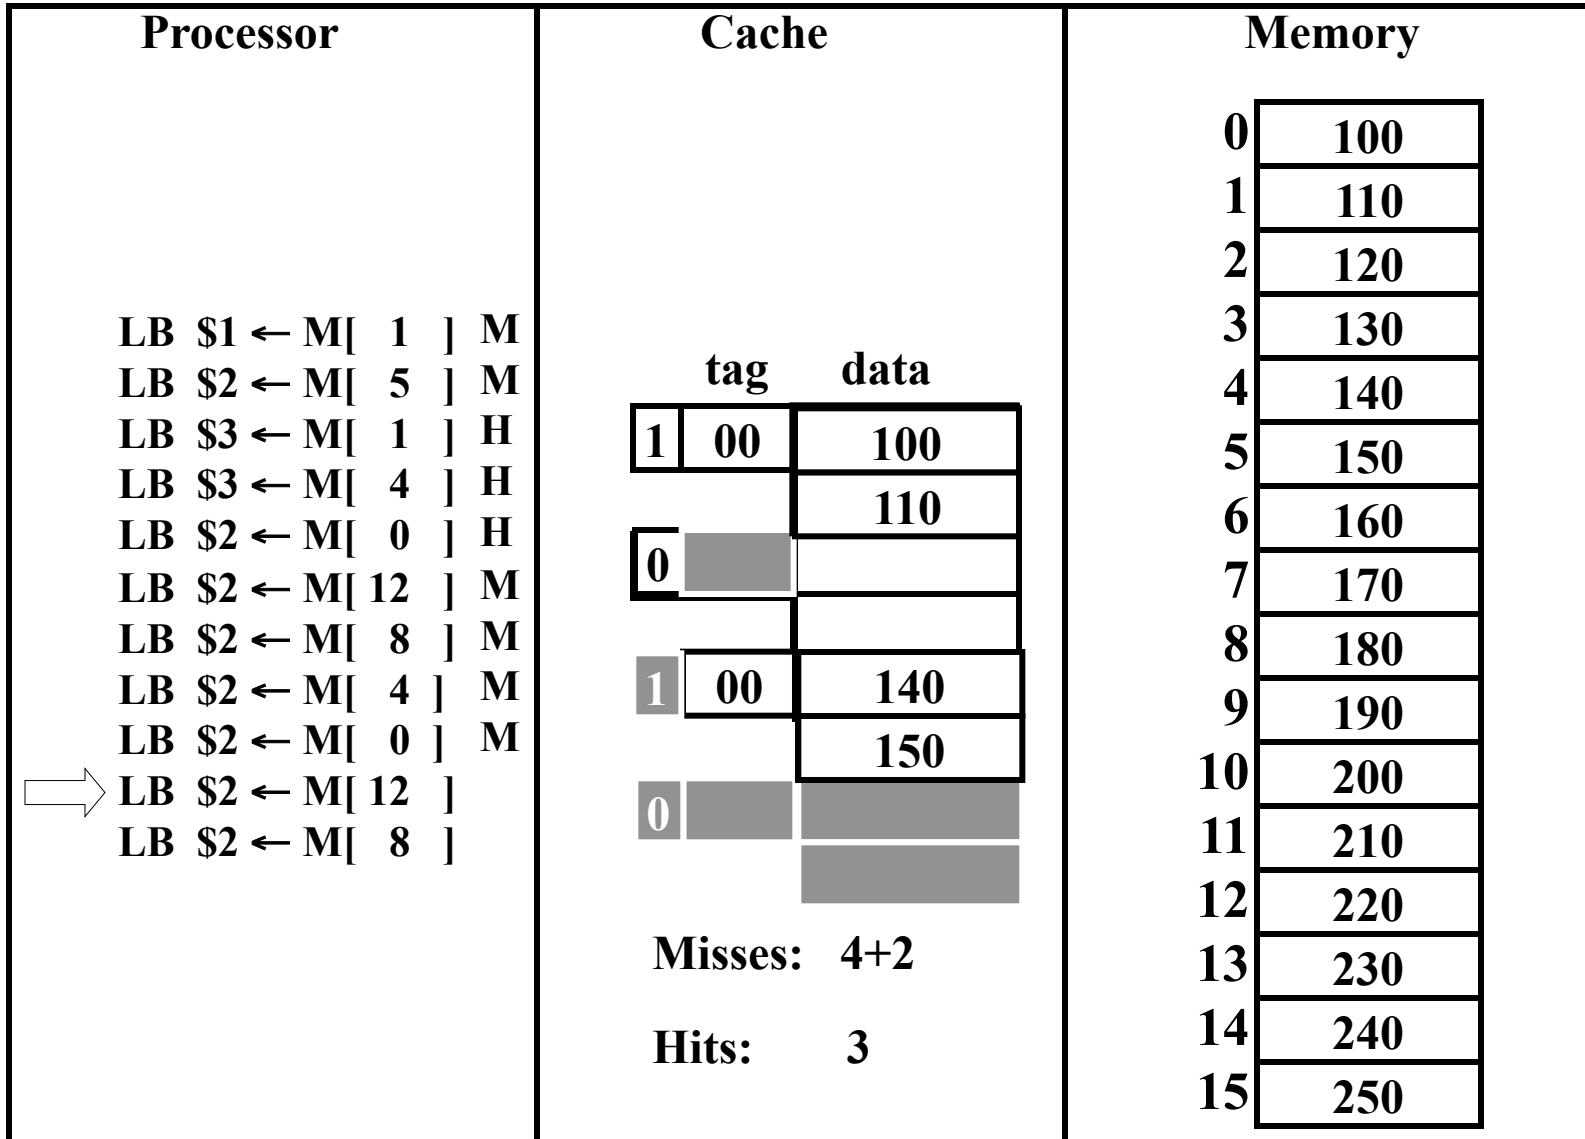 Processor
LB $1 ← M[ 1 ] M
LB $2 ← M[ 5 ] M
LB $3 ← M[ 1 ] H
LB $3 ← M[ 4 ] H
LB $2 ← M[ 0 ] H
LB $2 ← M[ 12 ] M
LB $2 ← M[ 8 ] M
LB $2 ← M[ 4 ] M
LB $2 ← M[ 0 ] M
LB $2 ← M[ 12 ]
LB $2 ← M[ 8 ]
Cache
tag data
1 00 100
110
0
1 00 140
150
0
Misses: 4+2
Hits: 3
Memory
0 100
1 110
2 120
3 130
4 140
5 150
6 160
7 170
8 180
9 190
10 200
11 210
12 220
13 230
14 240
15 250